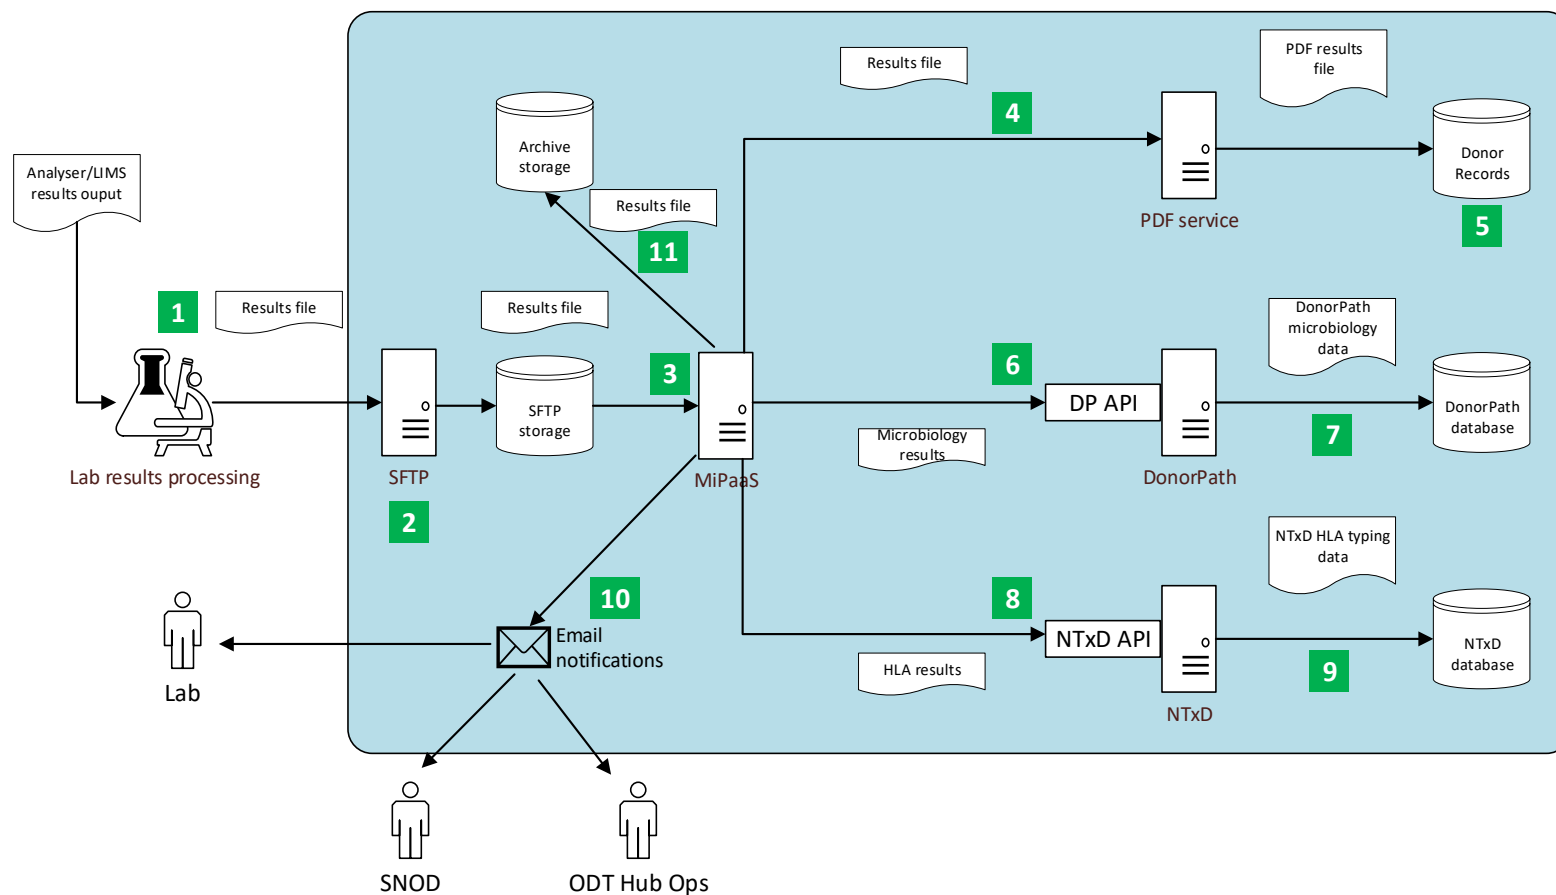 Results file
PDF results
file
4
Archive
storage
Donor
Records
Analyser/LIMS
results ouput
Results file
PDF service
5
11
1
Results file
Results file
DonorPath
microbiology
data
3
6
DP API
SFTP
storage
DonorPath
database
7
Microbiology
results
Lab results processing
SFTP
MiPaaS
DonorPath
2
NTxD HLA typing
data
10
8
Email
notifications
NTxD API
NTxD
database
HLA results
9
Lab
NTxD
SNOD
ODT Hub Ops